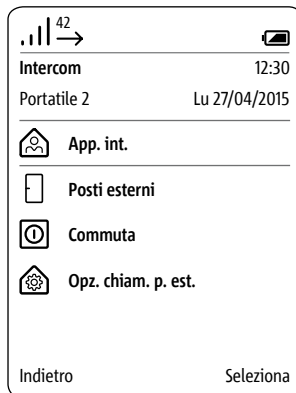 42
Intercom 12:30
Portatile 2 Lu 27/04/2015
App. int.
Posti esterni
Commuta
Opz. chiam. p. est.
Indietro Seleziona